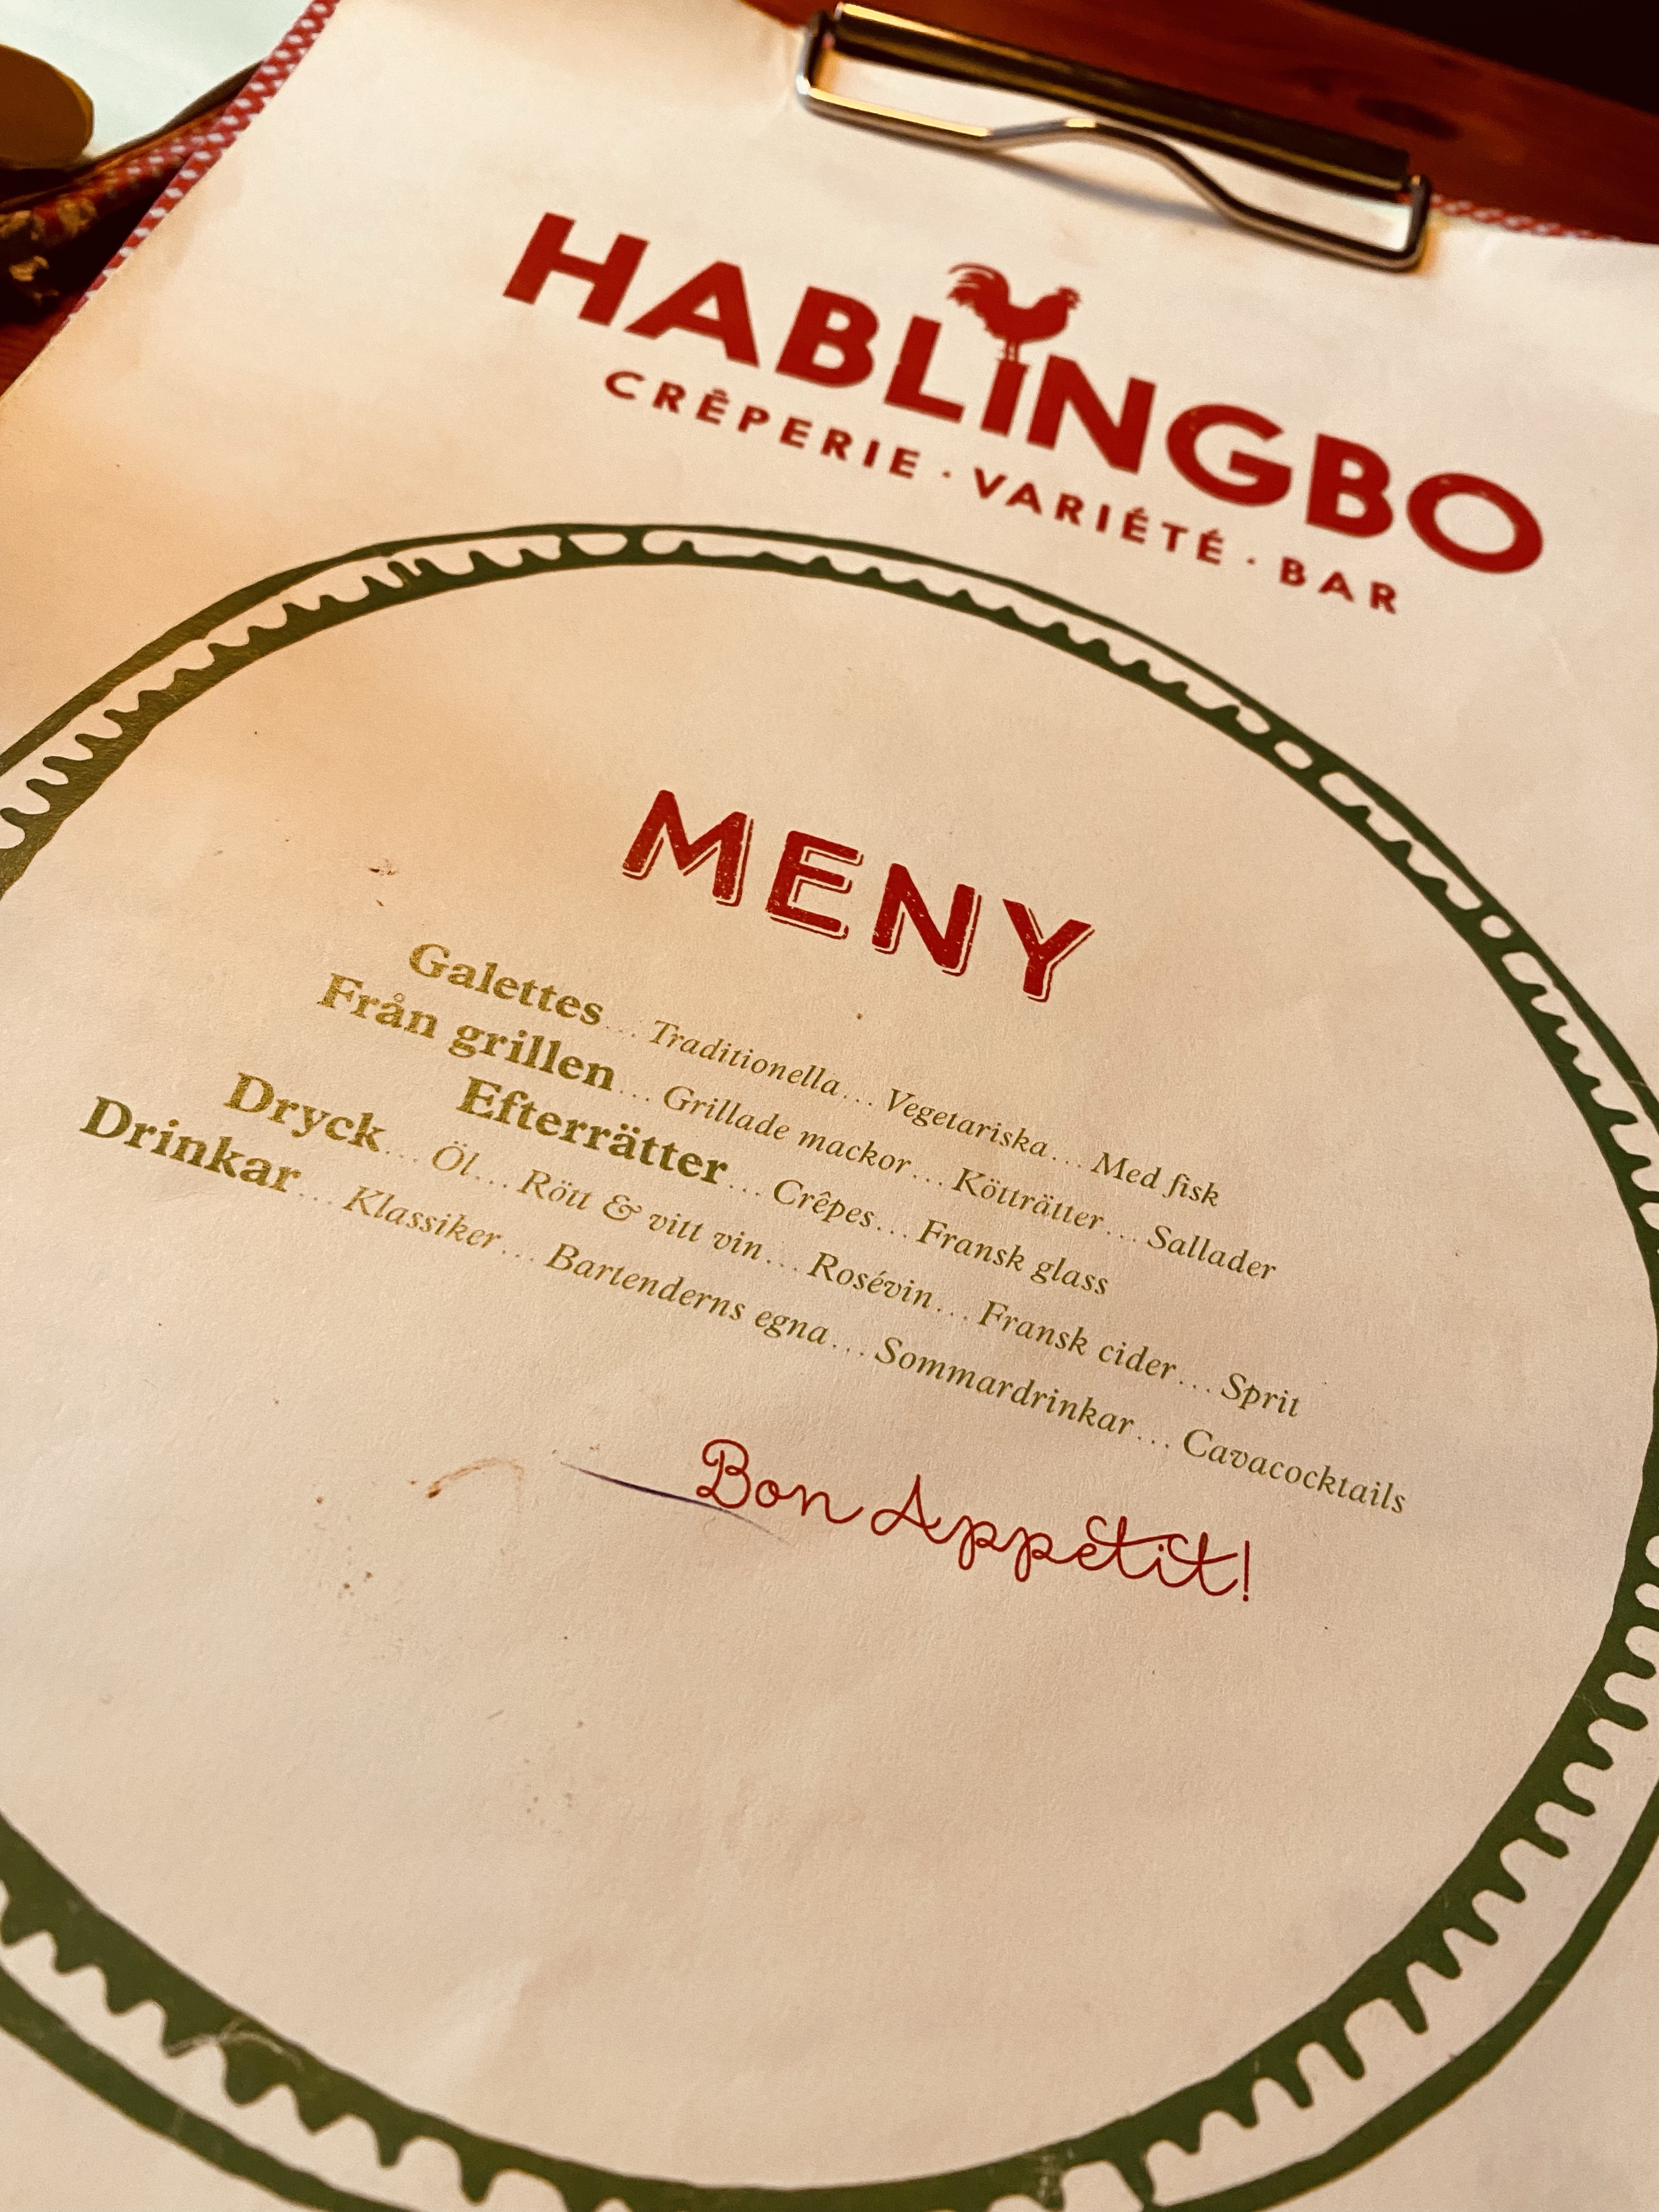 HABLINGBO
CRÊPERIE · VARIÉTÉ · BAR
MENY
Galettes... Traditionella... Vegetariska... Med fisk
Från grillen... Grillade mackor... Kötträtter... Sallader
Efterrätter... Crêpes... Fransk glass
Dryck... Öl... Rött & vitt vin... Rosévin... Fransk cider... Sprit
Drinkar... Klassiker... Bartenderns egna... Sommardrinkar... Cavacocktails
Bon Appétit!